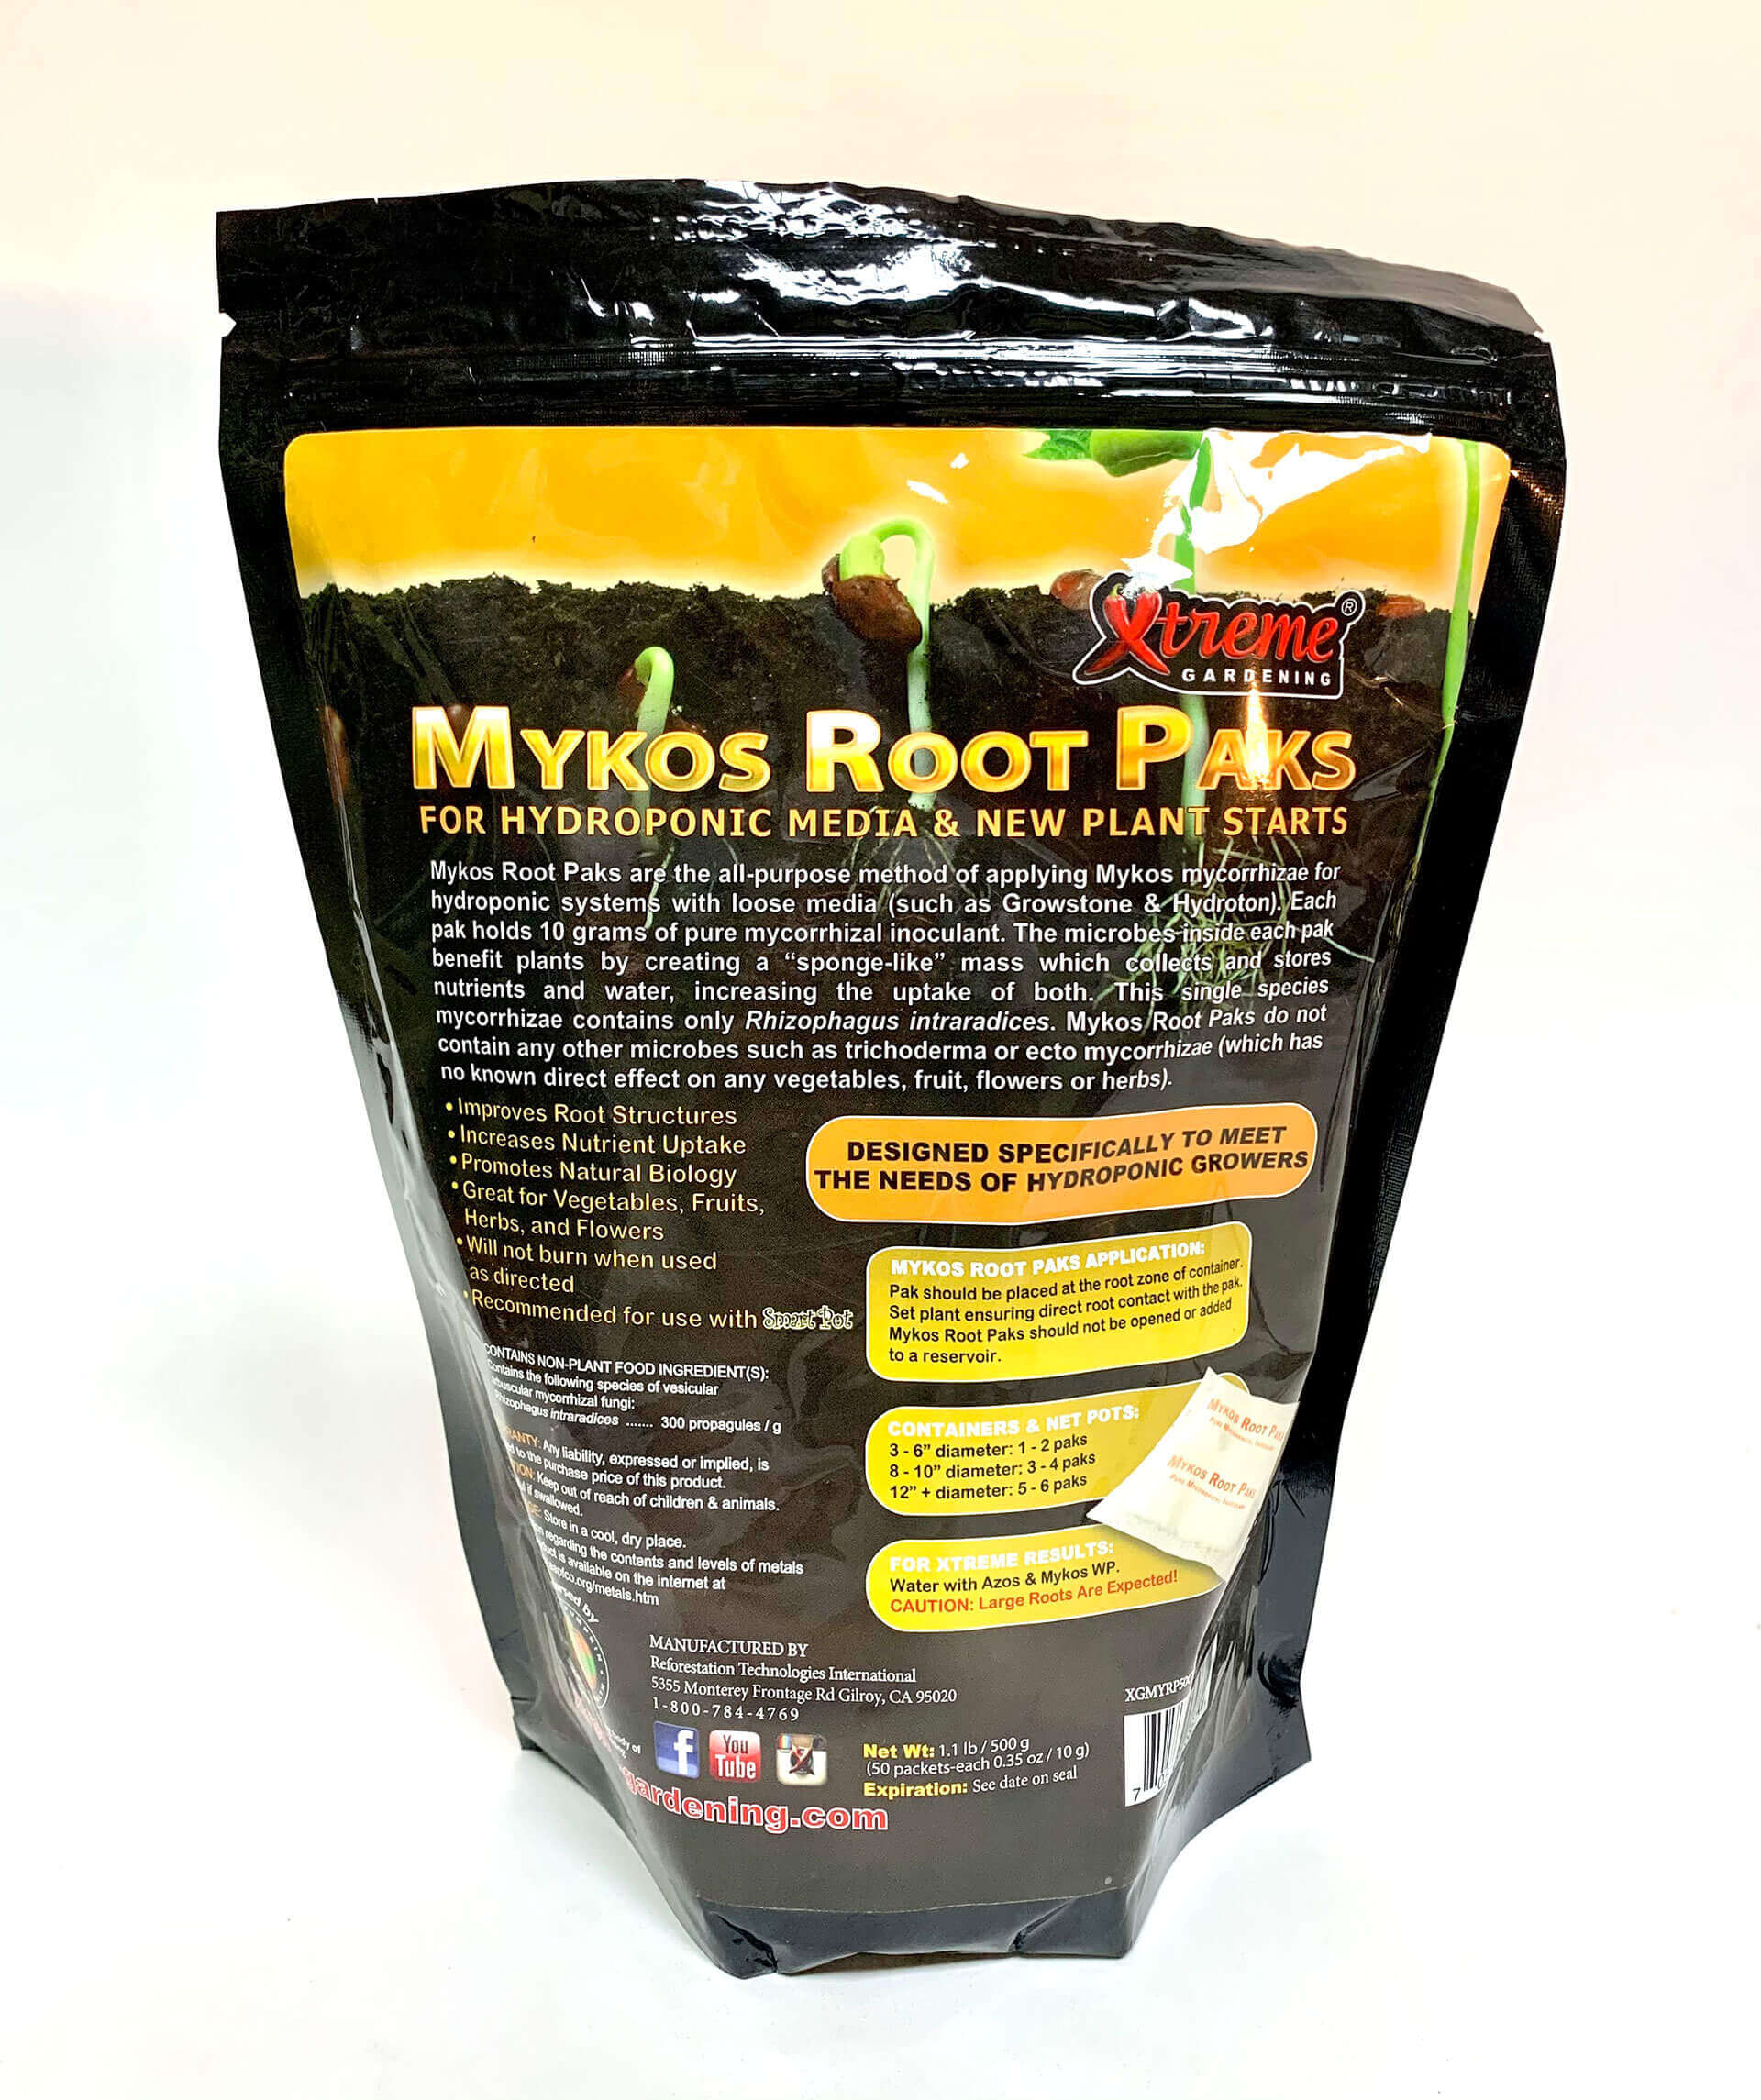 Xtreme®
GARDENING
MYKOS ROOT PAKS
FOR HYDROPONIC MEDIA & NEW PLANT STARTS
Mykos Root Paks are the all-purpose method of applying Mykos mycorrhizae for
hydroponic systems with loose media (such as Growstone & Hydroton). Each
pak holds 10 grams of pure mycorrhizal inoculant. The microbes inside each pak
benefit plants by creating a “sponge-like” mass which collects and stores
nutrients and water, increasing the uptake of both. This single species
mycorrhizae contains only Rhizophagus intraradices. Mykos Root Paks do not
contain any other microbes such as trichoderma or ecto mycorrhizae (which has
no known direct effect on any vegetables, fruit, flowers or herbs).
• Improves Root Structures
• Increases Nutrient Uptake
• Promotes Natural Biology
• Great for Vegetables, Fruits,
Herbs, and Flowers
• Will not burn when used
as directed
• Recommended for use with Smart Pot
DESIGNED SPECIFICALLY TO MEET
THE NEEDS OF HYDROPONIC GROWERS
MYKOS ROOT PAKS APPLICATION:
Pak should be placed at the root zone of container.
Set plant ensuring direct root contact with the pak.
Mykos Root Paks should not be opened or added
to a reservoir.
CONTAINS NON-PLANT FOOD INGREDIENT(S):
Contains the following species of vesicular
arbuscular mycorrhizal fungi:
Rhizophagus intraradices ....... 300 propagules / g
CONTAINERS & NET POTS:
3 - 6” diameter: 1 - 2 paks
8 - 10” diameter: 3 - 4 paks
12” + diameter: 5 - 6 paks
MYKOS ROOT
MYKOS ROOT PAK
Any liability, expressed or implied, is
to the purchase price of this product.
Keep out of reach of children & animals.
if swallowed.
Store in a cool, dry place.
regarding the contents and levels of metals
is available on the internet at
FOR XTREME RESULTS:
Water with Azos & Mykos WP.
CAUTION: Large Roots Are Expected!
by
MANUFACTURED BY
Reforestation Technologies International
5355 Monterey Frontage Rd Gilroy, CA 95020
1-800-784-4769
f
You
Tube
XGMYRP50
Net Wt: 1.1 lb / 500 g
(50 packets-each 0.35 oz / 10 g)
Expiration: See date on seal
gardening.com
7